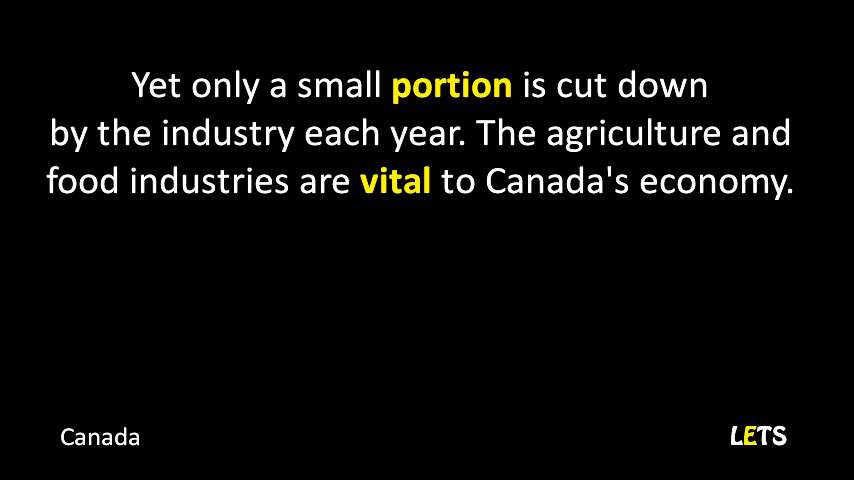 Yet only a small portion is cut down
by the industry each year. The agriculture and
food industries are vital to Canada's economy.
Canada
LETS